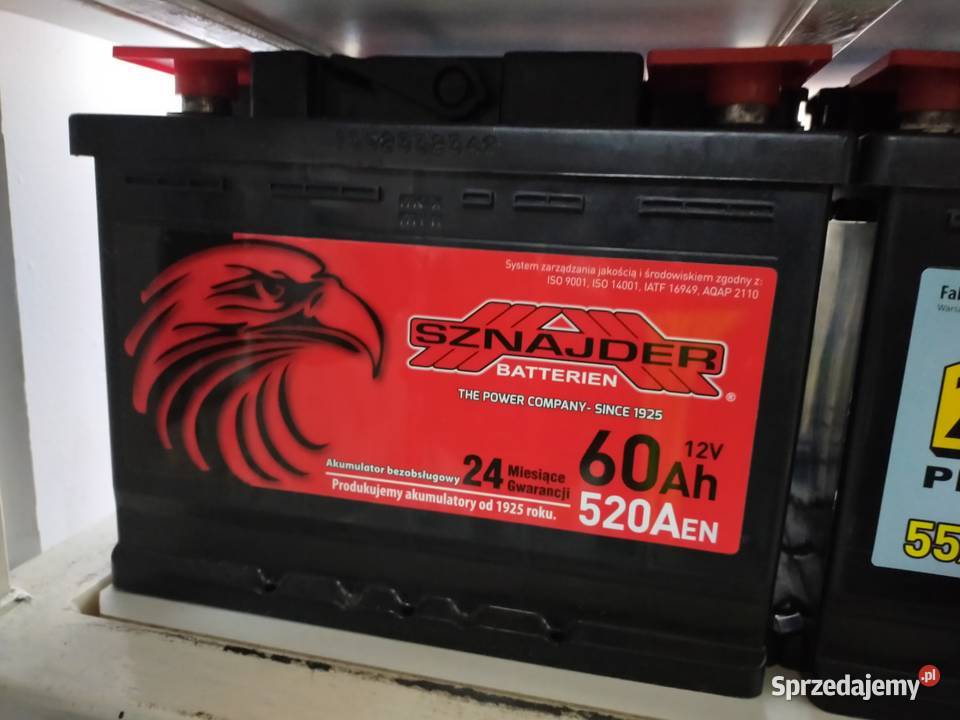 System zarządzania jakością i środowiskiem zgodny z:
ISO 9001, ISO 14001, IATF 16949, AQAP 2110
SZNAJDER
BATTERIEN
®
THE POWER COMPANY- SINCE 1925
60Ah 12V
520AEN
Akumulator bezobsługowy 24 Miesiące Gwarancji
Produkujemy akumulatory od 1925 roku.
55
Sprzedajemy.pl